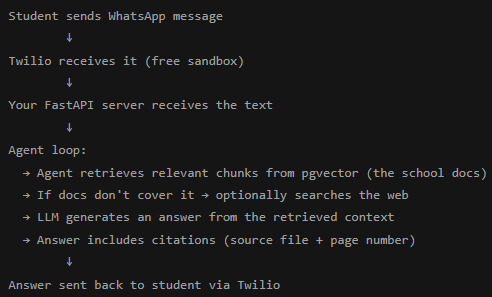 Student sends WhatsApp message
↓
Twilio receives it (free sandbox)
↓
Your FastAPI server receives the text
↓
Agent loop:
→ Agent retrieves relevant chunks from pgvector (the school docs)
→ If docs don't cover it → optionally searches the web
→ LLM generates an answer from the retrieved context
→ Answer includes citations (source file + page number)
↓
Answer sent back to student via Twilio